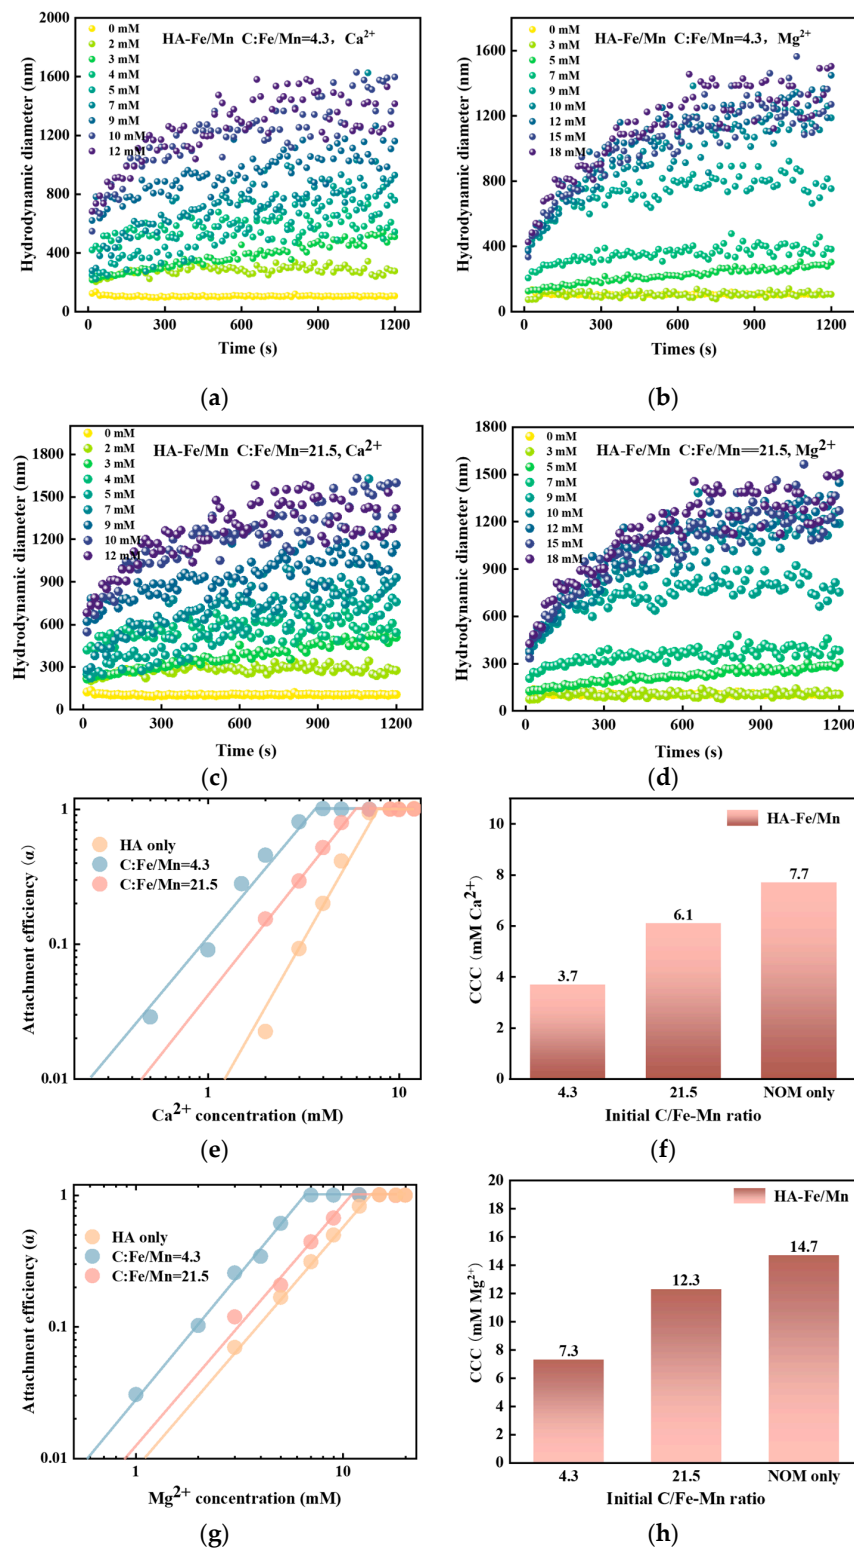 HA-Fe/Mn C:Fe/Mn=4.3, Ca2+
0 mM
2 mM
3 mM
4 mM
5 mM
7 mM
9 mM
10 mM
12 mM
2000
1600
1200
800
400
0
0 300 600 900 1200
Hydrodynamic diameter (nm)
Time (s)
(a)
HA-Fe/Mn C:Fe/Mn=4.3, Mg2+
0 mM
3 mM
5 mM
7 mM
9 mM
10 mM
12 mM
15 mM
18 mM
1600
1200
800
400
0
0 300 600 900 1200
Hydrodynamic diameter (nm)
Times (s)
(b)
HA-Fe/Mn C:Fe/Mn=21.5, Ca2+
0 mM
2 mM
3 mM
4 mM
5 mM
7 mM
9 mM
10 mM
12 mM
1800
1500
1200
900
600
300
0
0 300 600 900 1200
Hydrodynamic diameter (nm)
Time (s)
(c)
HA-Fe/Mn C:Fe/Mn==21.5, Mg2+
0 mM
3 mM
5 mM
7 mM
9 mM
10 mM
12 mM
15 mM
18 mM
1800
1500
1200
900
600
300
0
0 300 600 900 1200
Hydrodynamic diameter (nm)
Times (s)
(d)
1
0.1
0.01
HA only
C:Fe/Mn=4.3
C:Fe/Mn=21.5
1 10
Attachment efficiency (α)
Ca2+ concentration (mM)
(e)
HA-Fe/Mn
10
8
6
4
2
0
3.7
6.1
7.7
4.3 21.5 NOM only
CCC (mM Ca2+)
Initial C/Fe-Mn ratio
(f)
1
0.1
0.01
HA only
C:Fe/Mn=4.3
C:Fe/Mn=21.5
1 10
Attachment efficiency (α)
Mg2+ concentration (mM)
(g)
HA-Fe/Mn
20
18
16
14
12
10
8
6
4
2
0
7.3
12.3
14.7
4.3 21.5 NOM only
CCC (mM Mg2+)
Initial C/Fe-Mn ratio
(h)